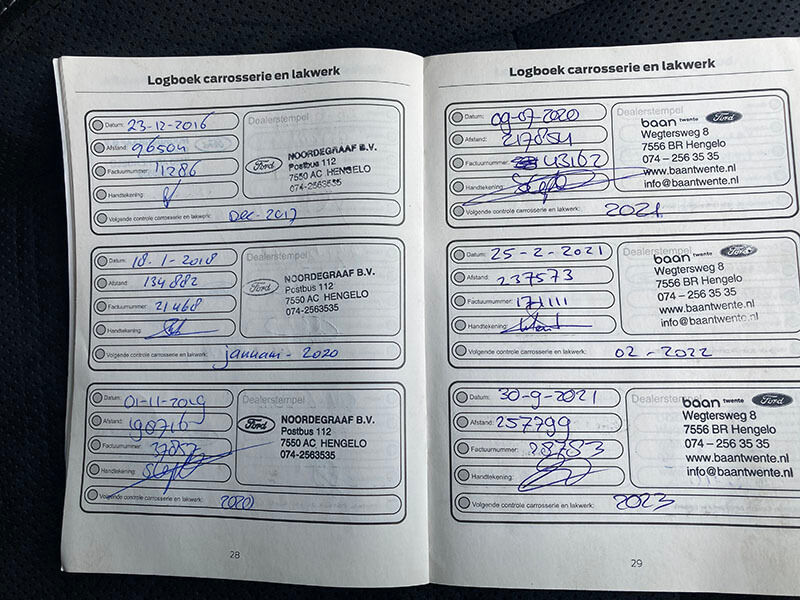 Logboek carrosserie en lakwerk
Datum: 23-12-2016
Afstand: 96504
Factuurnummer: 11286
Handtekening:
Volgende controle carrosserie en lakwerk: Dec-2017
Dealerstempel
Ford
NOORDEGRAAF B.V.
Postbus 112
7550 AC HENGELO
074-2563535
Datum: 18-1-2018
Afstand: 134882
Factuurnummer: 21468
Handtekening:
Volgende controle carrosserie en lakwerk: januari-2020
Dealerstempel
Ford
NOORDEGRAAF B.V.
Postbus 112
7550 AC HENGELO
074-2563535
Datum: 01-11-2019
Afstand: 198716
Factuurnummer: 37857
Handtekening:
Volgende controle carrosserie en lakwerk: 2020
Dealerstempel
Ford
NOORDEGRAAF B.V.
Postbus 112
7550 AC HENGELO
074-2563535
28
Logboek carrosserie en lakwerk
Datum: 09-07-2020
Afstand: 217854
Factuurnummer: 43162
Handtekening:
Volgende controle carrosserie en lakwerk: 2021
Dealerstempel
baan twente Ford
Wegtersweg 8
7556 BR Hengelo
074 – 256 35 35
www.baantwente.nl
info@baantwente.nl
Datum: 25-2-2021
Afstand: 237573
Factuurnummer: 171111
Handtekening:
Volgende controle carrosserie en lakwerk: 02-2022
Dealerstempel
baan twente Ford
Wegtersweg 8
7556 BR Hengelo
074 – 256 35 35
www.baantwente.nl
info@baantwente.nl
Datum: 30-9-2021
Afstand: 257799
Factuurnummer: 28783
Handtekening:
Volgende controle carrosserie en lakwerk: 2023
Dealerstempel
baan twente Ford
Wegtersweg 8
7556 BR Hengelo
074 – 256 35 35
www.baantwente.nl
info@baantwente.nl
29